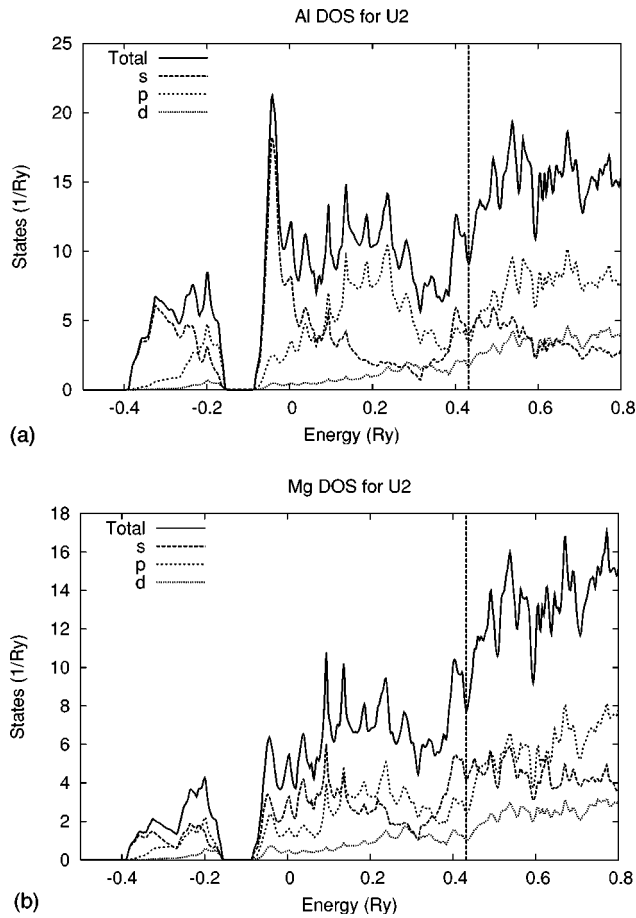 Al DOS for U2
(a)
States (1/Ry)
25
20
15
10
5
0
Total
s
p
d
-0.4 -0.2 0 0.2 0.4 0.6 0.8
Energy (Ry)
Mg DOS for U2
(b)
States (1/Ry)
18
16
14
12
10
8
6
4
2
0
Total
s
p
d
-0.4 -0.2 0 0.2 0.4 0.6 0.8
Energy (Ry)